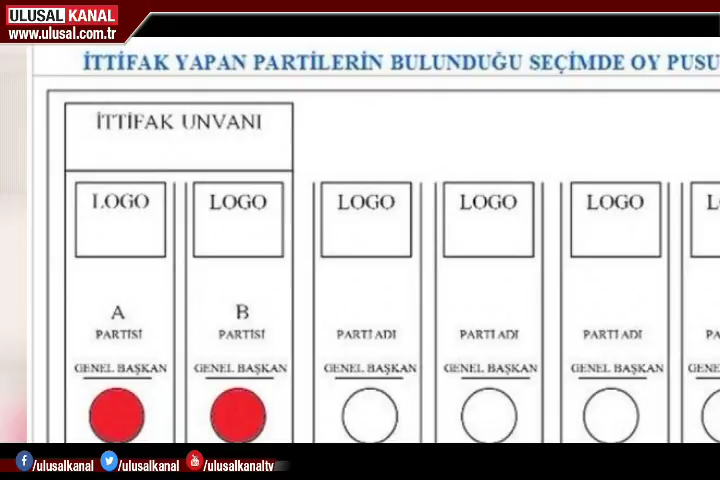 ULUSAL KANAL
www.ulusal.com.tr
İTTİFAK YAPAN PARTİLERİN BULUNDUĞU SEÇİMDE OY
İTTİFAK UNVANI
LOGO LOGO LOGO LOGO LOGO
A B
PARTİSİ PARTİSİ PARTİ ADI PARTİ ADI PARTİ ADI
GENEL BAŞKAN GENEL BAŞKAN GENEL BAŞKAN GENEL BAŞKAN GENEL BAŞKAN
/ulusalkanal /ulusalkanal /ulusalkanaltv